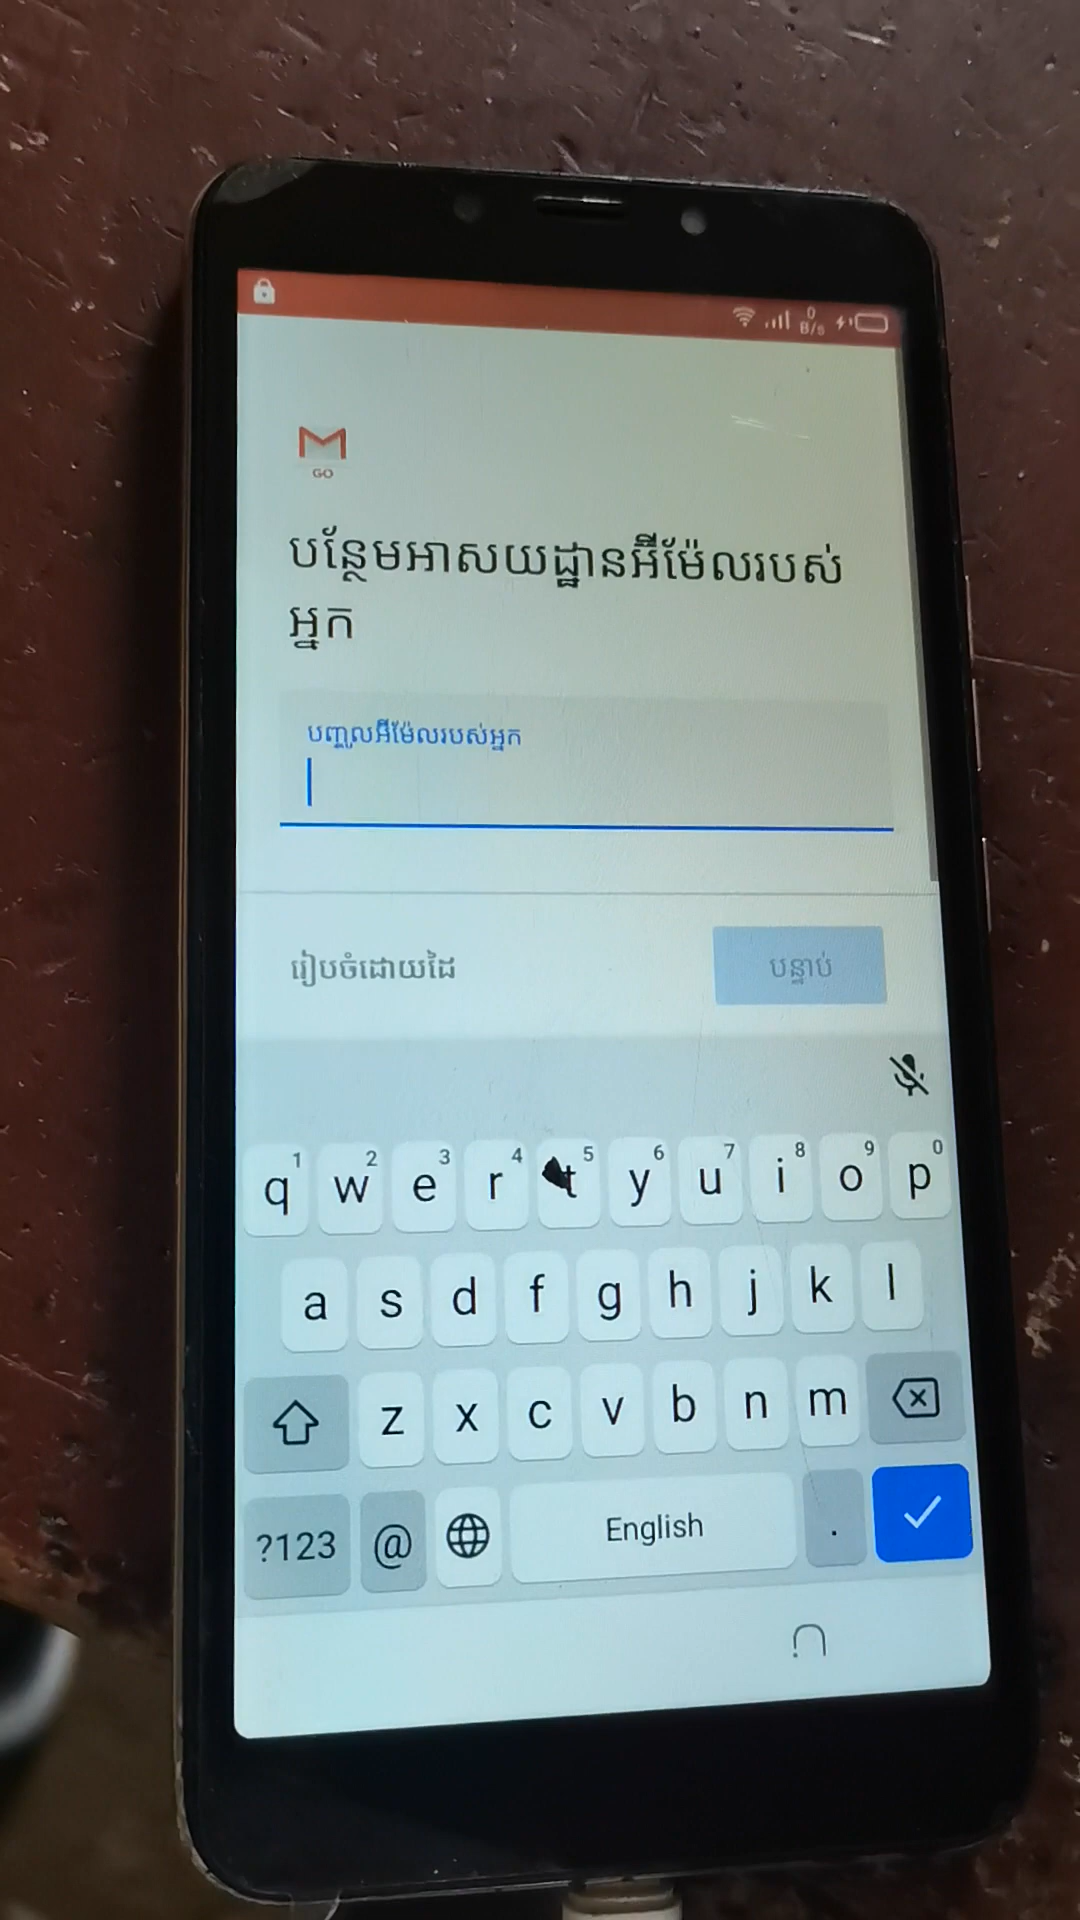 0
B/s
GO
បន្ថែមអាសយដ្ឋានអ៊ីម៉ែលរបស់
អ្នក
បញ្ចូលអ៊ីម៉ែលរបស់អ្នក
រៀបចំដោយដៃ
បន្ទាប់
1 2 3 4 5 6 7 8 9 0
q w e r t y u i o p
a s d f g h j k l
z x c v b n m
?123 @ English .